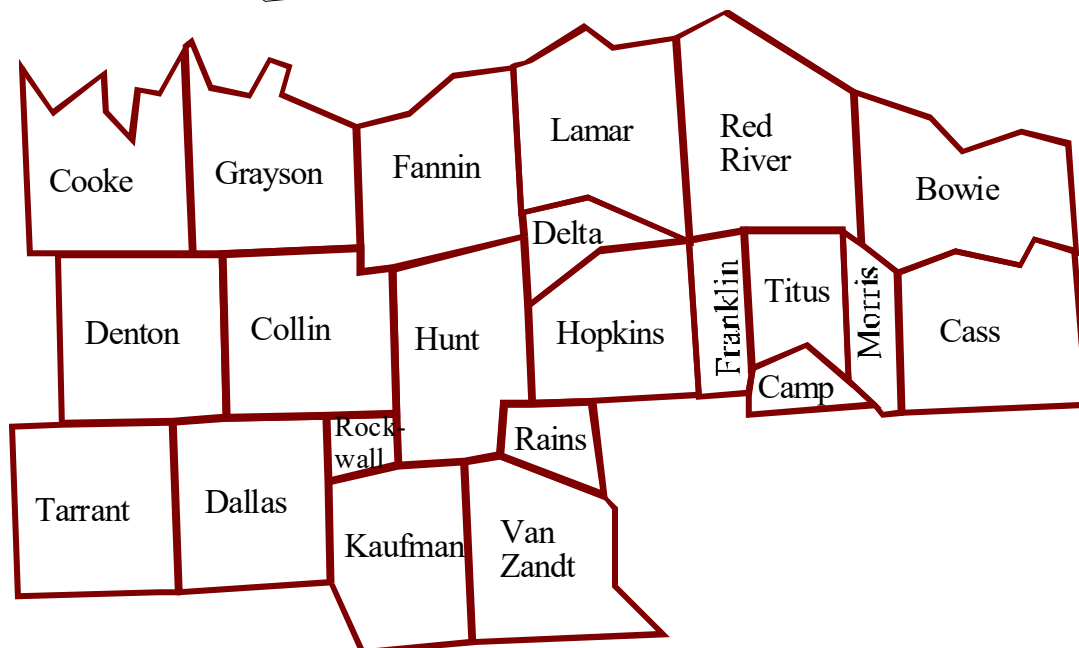 Lamar
Red
River
Fannin
Grayson
Cooke
Bowie
Delta
Franklin
Titus
Morris
Denton
Collin
Hunt
Hopkins
Cass
Camp
Rock-
wall
Rains
Tarrant
Dallas
Kaufman
Van
Zandt